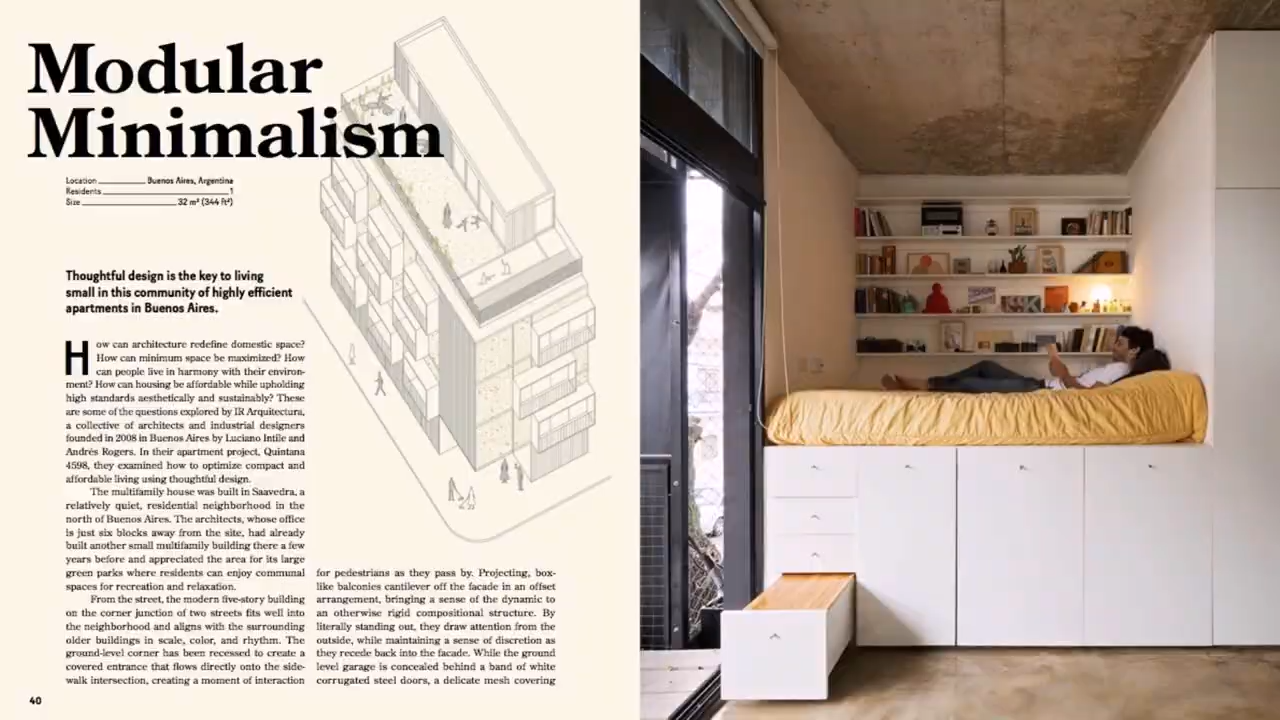 Modular
Minimalism
Location Buenos Aires, Argentina
Residents 1
Size 32 m² (344 ft²)
Thoughtful design is the key to living
small in this community of highly efficient
apartments in Buenos Aires.
How can architecture redefine domestic space?
How can minimum space be maximized? How
can people live in harmony with their environ-
ment? How can housing be affordable while upholding
high standards aesthetically and sustainably? These
are some of the questions explored by IR Arquitectura,
a collective of architects and industrial designers
founded in 2008 in Buenos Aires by Luciano Intile and
Andrés Rogers. In their apartment project, Quintana
4598, they examined how to optimize compact and
affordable living using thoughtful design.
The multifamily house was built in Saavedra, a
relatively quiet, residential neighborhood in the
north of Buenos Aires. The architects, whose office
is just six blocks away from the site, had already
built another small multifamily building there a few
years before and appreciated the area for its large
green parks where residents can enjoy communal
spaces for recreation and relaxation.
From the street, the modern five-story building
on the corner junction of two streets fits well into
the neighborhood and aligns with the surrounding
older buildings in scale, color, and rhythm. The
ground-level corner has been recessed to create a
covered entrance that flows directly onto the side-
walk intersection, creating a moment of interaction
for pedestrians as they pass by. Projecting, box-
like balconies cantilever off the facade in an offset
arrangement, bringing a sense of the dynamic to
an otherwise rigid compositional structure. By
literally standing out, they draw attention from the
outside, while maintaining a sense of discretion as
they recede back into the facade. While the ground
level garage is concealed behind a band of white
corrugated steel doors, a delicate mesh covering
40